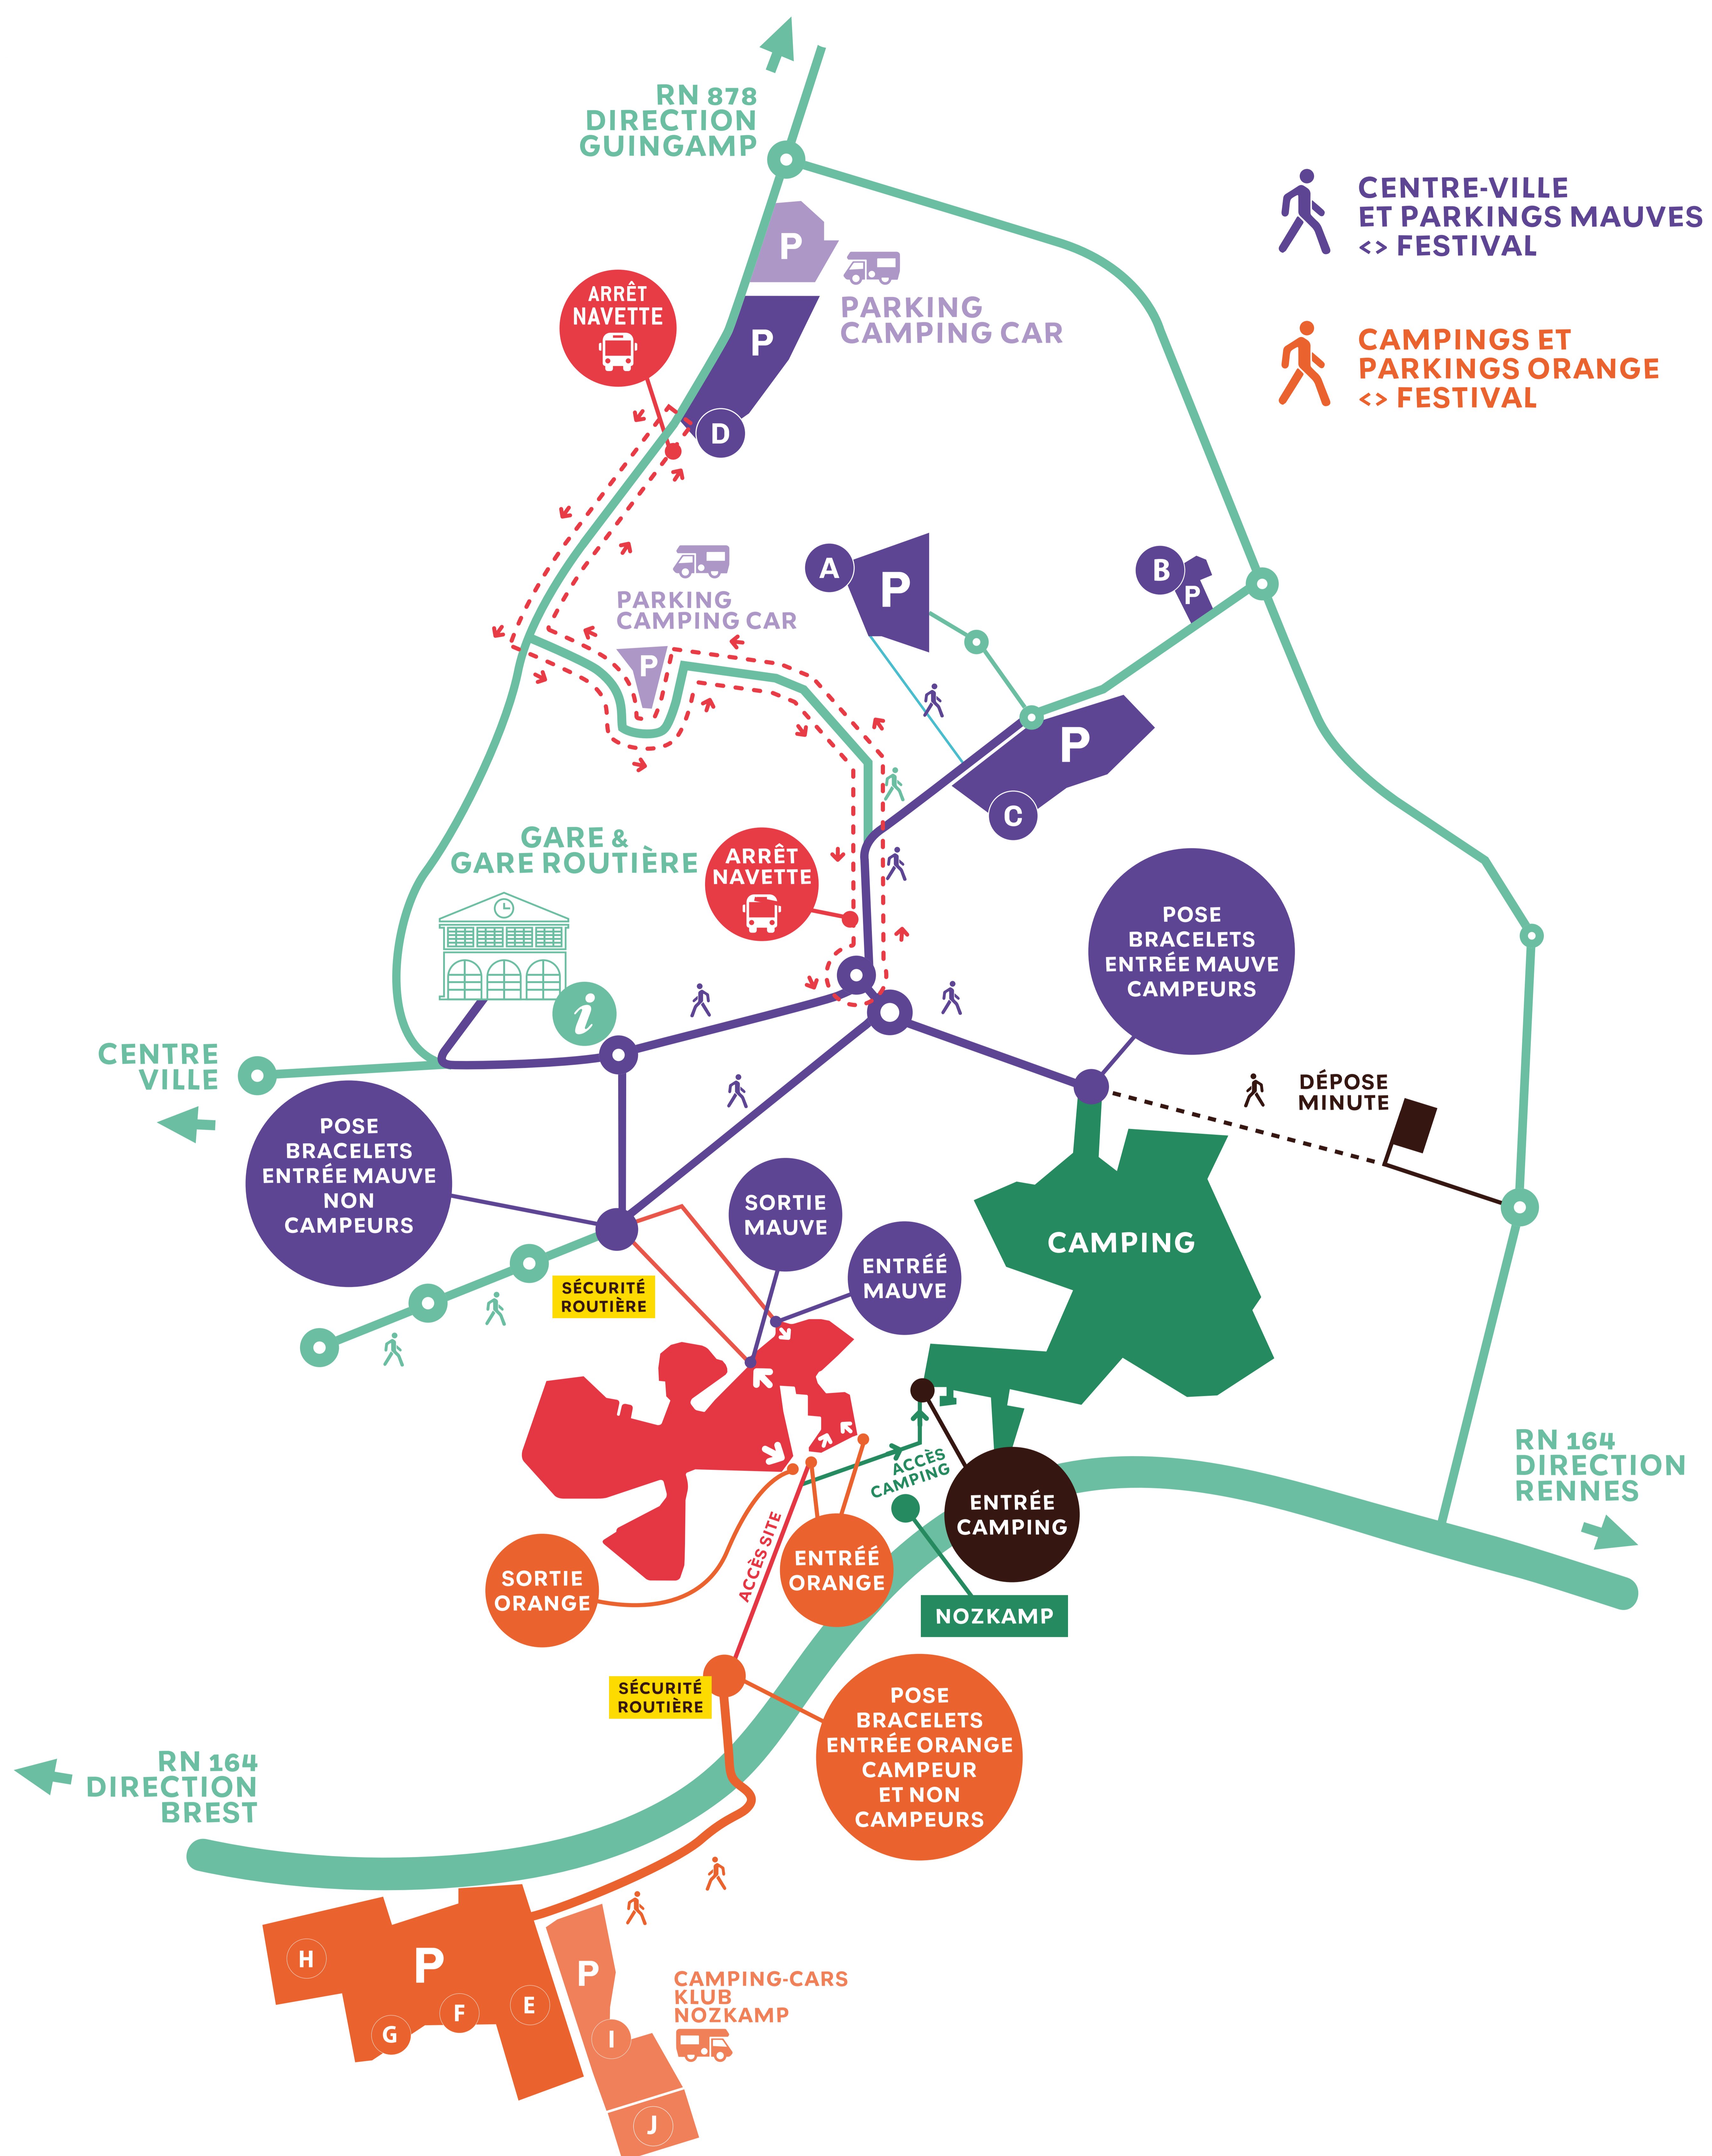 RN 878
DIRECTION
GUINGAMP
CENTRE-VILLE
ET PARKINGS MAUVES
<> FESTIVAL
CAMPINGS ET
PARKINGS ORANGE
<> FESTIVAL
P
PARKING
CAMPING CAR
ARRÊT
NAVETTE
P
D
PARKING
CAMPING CAR
P
A
P
B
P
P
C
GARE &
GARE ROUTIÈRE
i
ARRÊT
NAVETTE
POSE
BRACELETS
ENTRÉE MAUVE
CAMPEURS
CENTRE
VILLE
DÉPOSE
MINUTE
POSE
BRACELETS
ENTRÉE MAUVE
NON
CAMPEURS
SORTIE
MAUVE
ENTRÉÉ
MAUVE
CAMPING
SÉCURITÉ
ROUTIÈRE
RN 164
DIRECTION
RENNES
ACCÈS
CAMPING
ENTRÉE
CAMPING
ACCÈS SITE
SORTIE
ORANGE
ENTRÉÉ
ORANGE
NOZKAMP
SÉCURITÉ
ROUTIÈRE
POSE
BRACELETS
ENTRÉE ORANGE
CAMPEUR
ET NON
CAMPEURS
RN 164
DIRECTION
BREST
H
P
G
F
E
P
I
J
CAMPING-CARS
KLUB
NOZKAMP